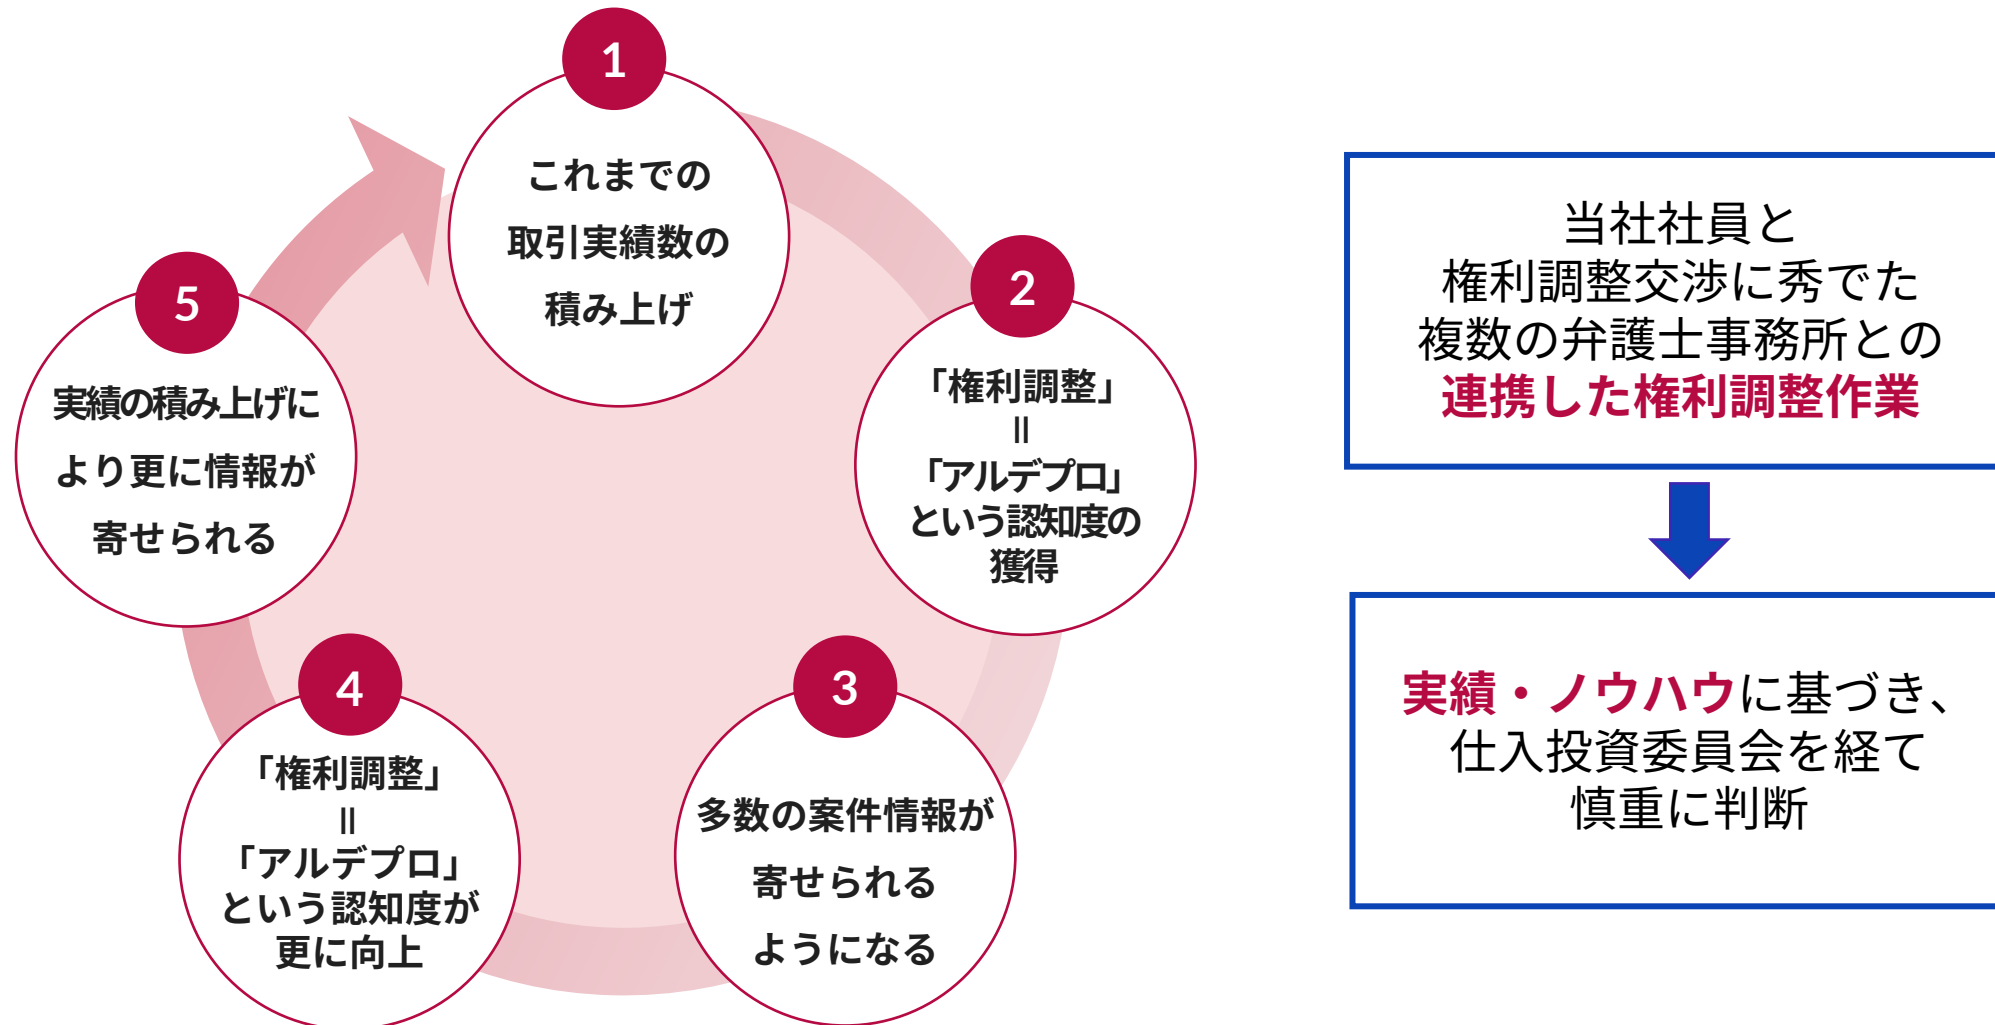 1
これまでの
取引実績数の
積み上げ
2
「権利調整」
＝
「アルデプロ」
という認知度の
獲得
3
多数の案件情報が
寄せられる
ようになる
4
「権利調整」
＝
「アルデプロ」
という認知度が
更に向上
5
実績の積み上げに
より更に情報が
寄せられる
当社社員と
権利調整交渉に秀でた
複数の弁護士事務所との
連携した権利調整作業
実績・ノウハウに基づき、
仕入投資委員会を経て
慎重に判断